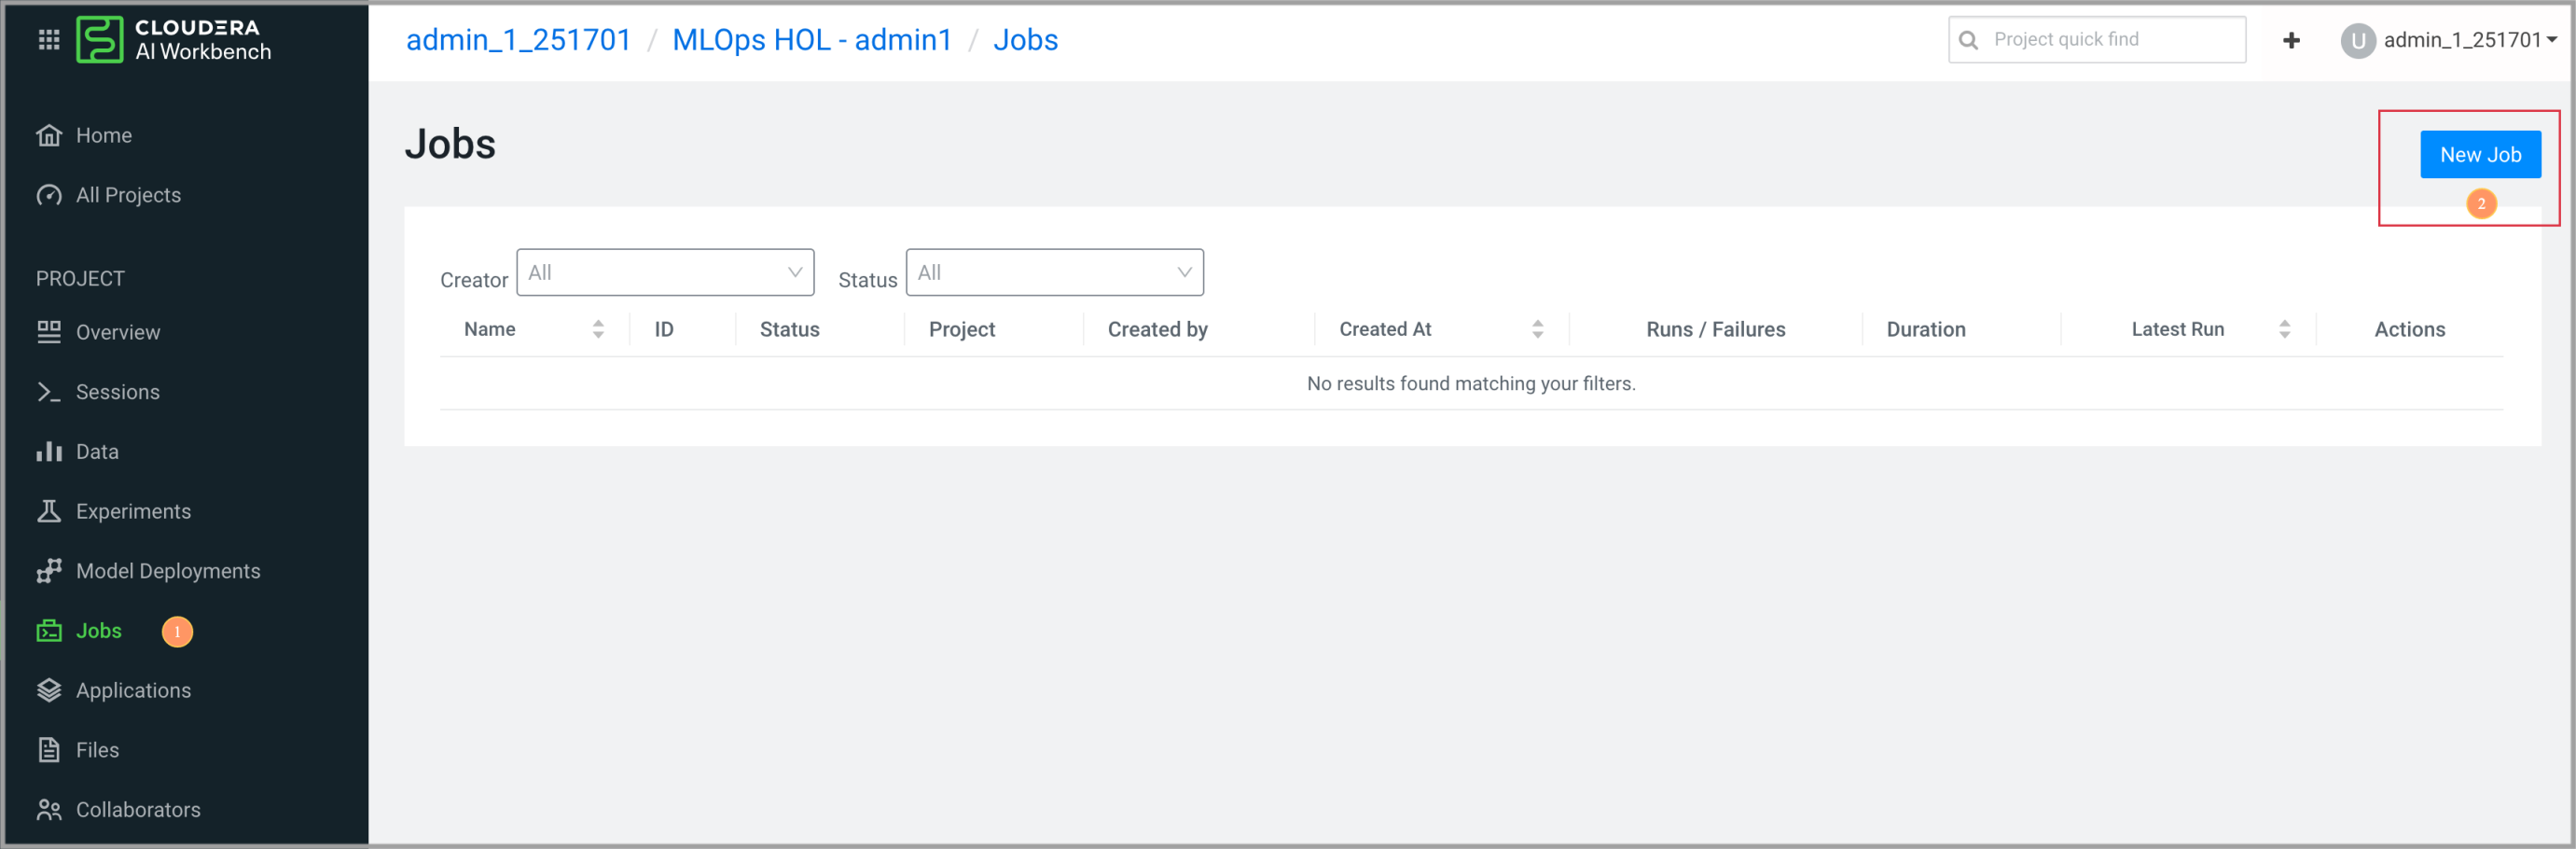 CLOUDERA
AI Workbench
admin_1_251701 / MLOps HOL - admin1 / Jobs
Project quick find
+
U
admin_1_251701
Home
All Projects
PROJECT
Overview
Sessions
Data
Experiments
Model Deployments
Jobs
1
Applications
Files
Collaborators
Jobs
New Job
2
Creator All Status All
Name ID Status Project Created by Created At Runs / Failures Duration Latest Run Actions
No results found matching your filters.